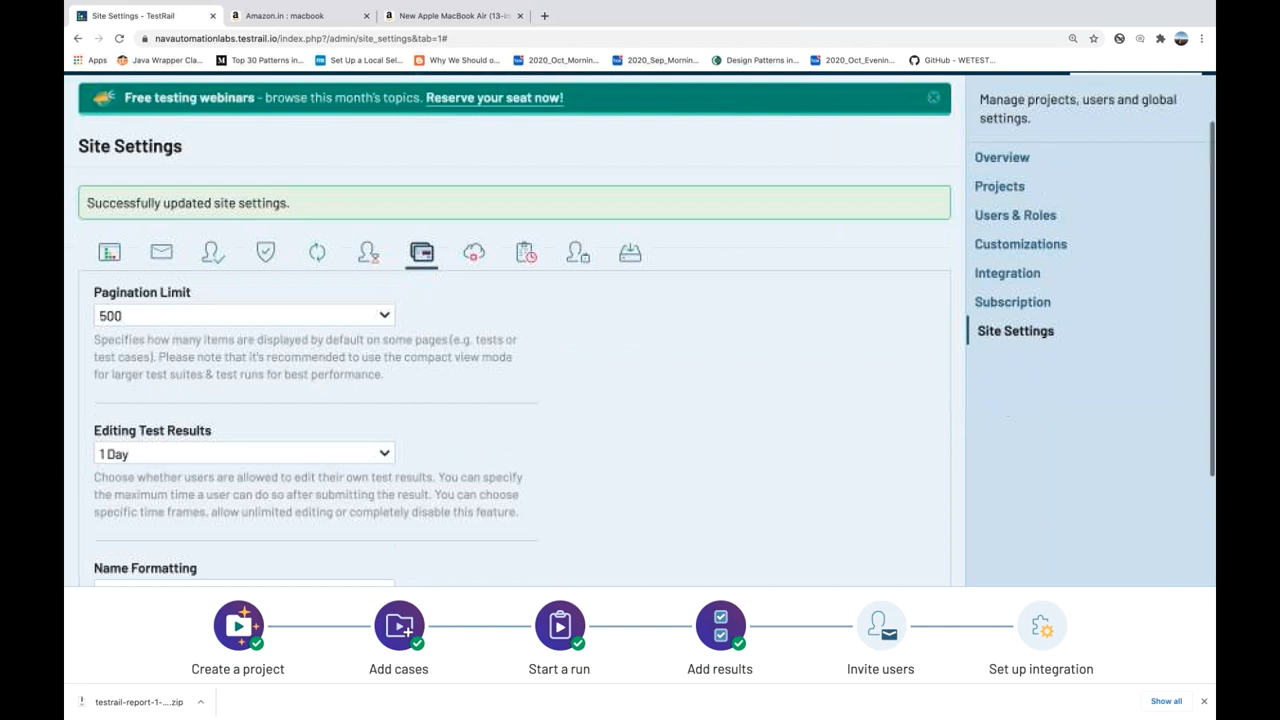 Site Settings - TestRail
Amazon.in : macbook
New Apple MacBook Air (13-in
navautomationlabs.testrail.io/index.php?/admin/site_settings&tab=1#
Apps
Java Wrapper Cla...
Top 30 Patterns in...
Set Up a Local Sel...
Why We Should o...
2020_Oct_Mornin...
2020_Sep_Mornin...
Design Patterns in...
2020_Oct_Evenin...
GitHub - WETEST...
Free testing webinars - browse this month's topics. Reserve your seat now!
Manage projects, users and global
settings.
Site Settings
Overview
Projects
Users & Roles
Customizations
Integration
Subscription
Site Settings
Successfully updated site settings.
Pagination Limit
500
Specifies how many items are displayed by default on some pages (e.g. tests or
test cases). Please note that it's recommended to use the compact view mode
for larger test suites & test runs for best performance.
Editing Test Results
1 Day
Choose whether users are allowed to edit their own test results. You can specify
the maximum time a user can do so after submitting the result. You can choose
specific time frames, allow unlimited editing or completely disable this feature.
Name Formatting
Create a project
Add cases
Start a run
Add results
Invite users
Set up integration
testrail-report-1-....zip
Show all